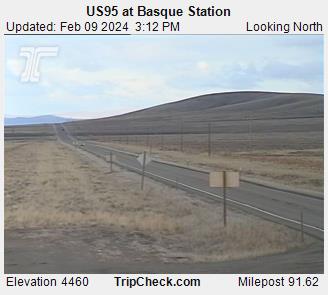 US95 at Basque Station
Updated: Feb 09 2024 3:12 PM Looking North
Elevation 4460 TripCheck.com Milepost 91.62